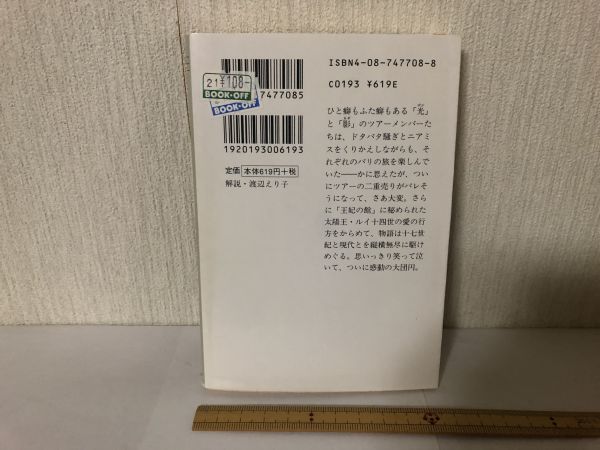 ISBN4-08-747708-8
C0193 ¥619E
21 ¥108-
BOOK・OFF
BOOK・OFF
7477085
1920193006193
定価 本体619円+税
解説・渡辺えり子
ひと癖もふた癖もある「光」
と「影」のツアーメンバーた
ちは、ドタバタ騒ぎとニアミ
スをくりかえしながらも、そ
れぞれのパリの旅を楽しんで
いた――かに思えたが、つい
にツアーの二重売りがバレそ
うになって、さあ大変。さら
に「王妃の館」に秘められた
太陽王・ルイ十四世の愛の行
方をからめて、物語は十七世
紀と現代とを縦横無尽に駆け
めぐる。思いっきり笑って泣
いて、ついに感動の大団円。